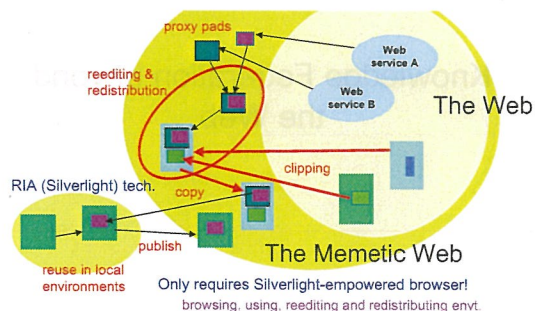 proxy pads
Web
service A
reediting &
redistribution
Web
service B
The Web
clipping
RIA (Silverlight) tech.
copy
publish
The Memetic Web
reuse in local
environments
Only requires Silverlight-empowered browser!
browsing, using, reediting and redistributing envt.